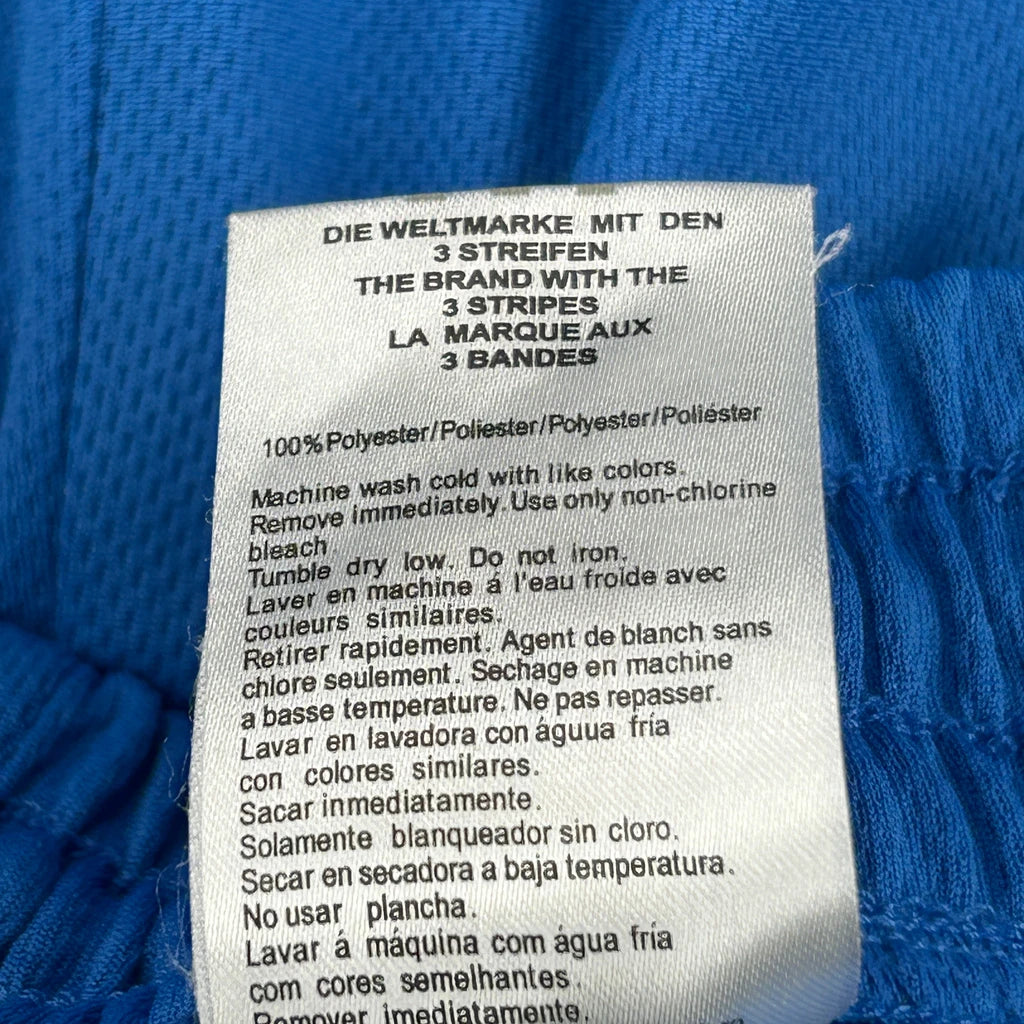 DIE WELTMARKE MIT DEN
3 STREIFEN
THE BRAND WITH THE
3 STRIPES
LA MARQUE AUX
3 BANDES
100% Polyester/Poliester/Polyester/Poliéster
Machine wash cold with like colors.
Remove immediately. Use only non-chlorine
bleach.
Tumble dry low. Do not iron.
Laver en machine á l'eau froide avec
couleurs similaires.
Retirer rapidement. Agent de blanch sans
chlore seulement. Sechage en machine
a basse temperature. Ne pas repasser.
Lavar en lavadora con águua fría
con colores similares.
Sacar inmediatamente.
Solamente blanqueador sin cloro.
Secar en secadora a baja temperatura.
No usar plancha.
Lavar á máquina com água fría
com cores semelhantes.
Remover imediatamente.